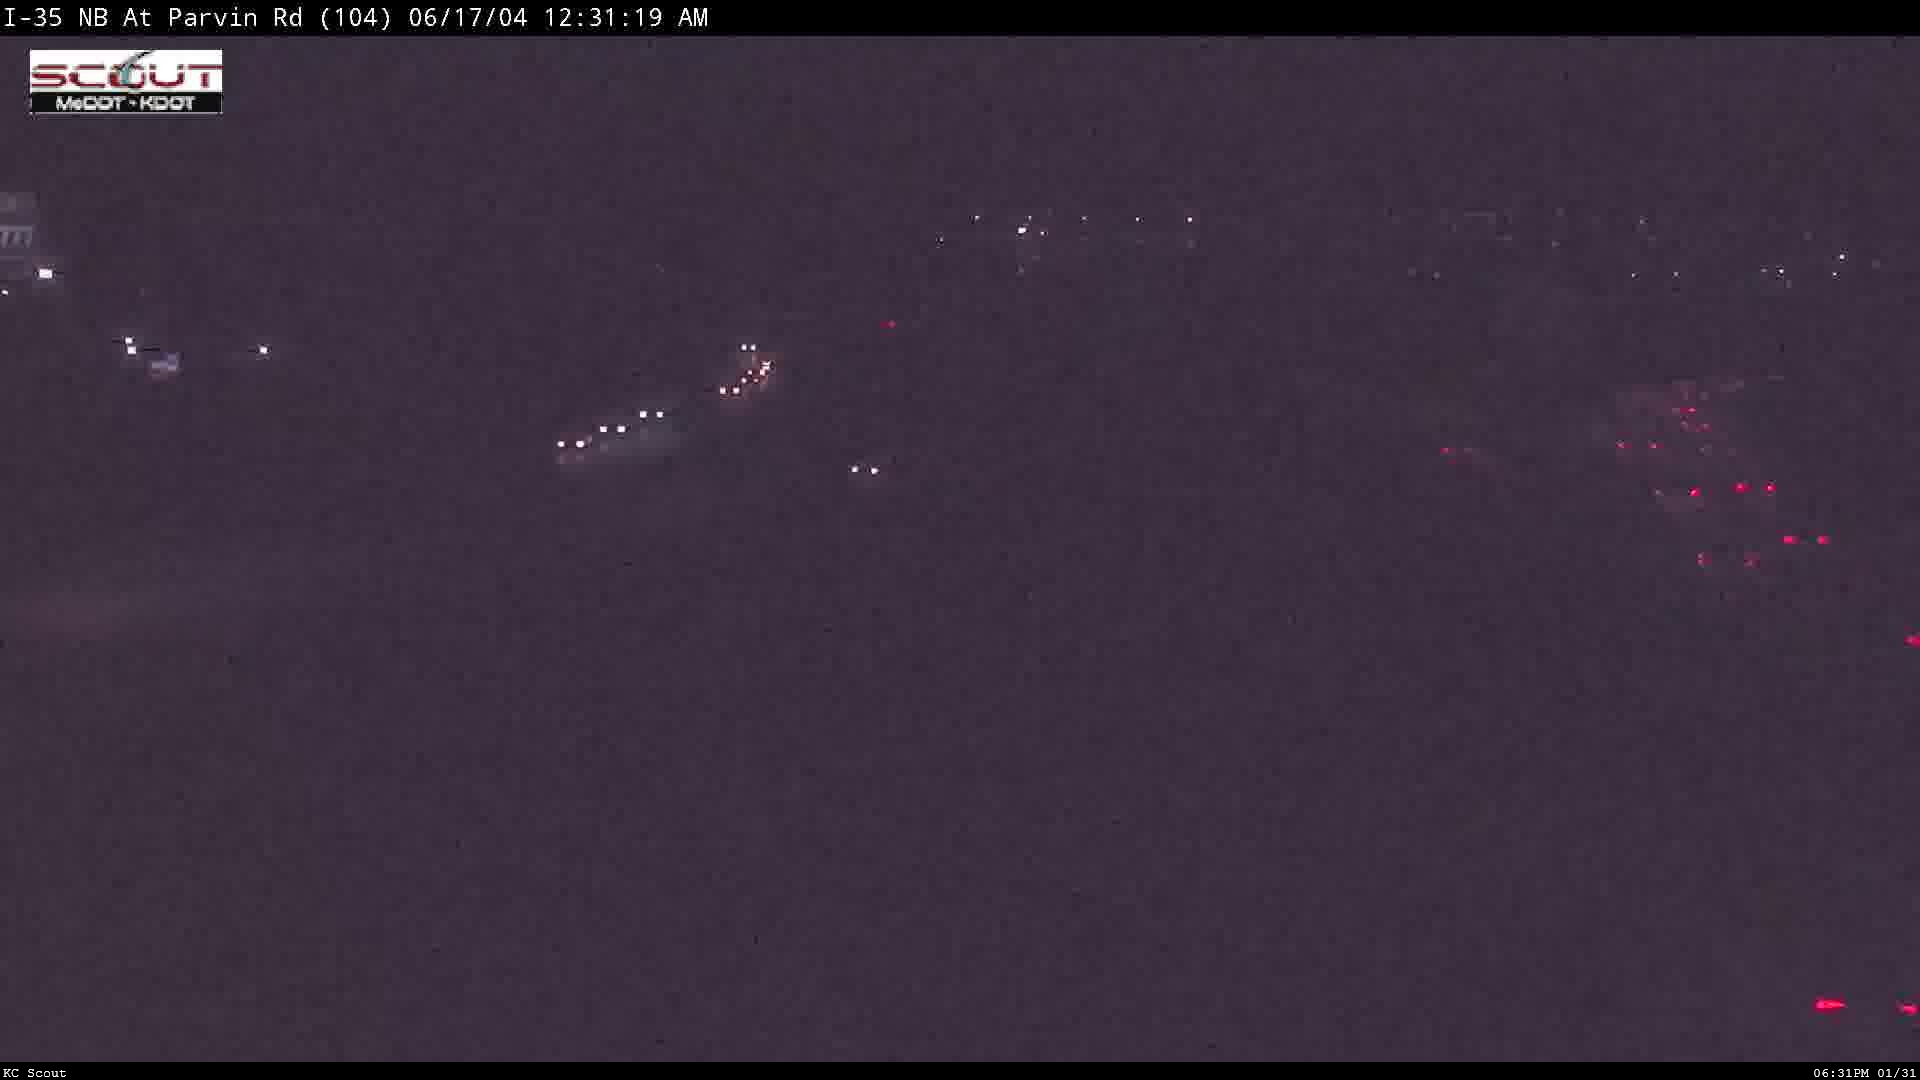 I-35 NB At Parvin Rd (104) 06/17/04 12:31:19 AM
SCOUT
MoDOT - KDOT
KC Scout
06:31PM 01/31